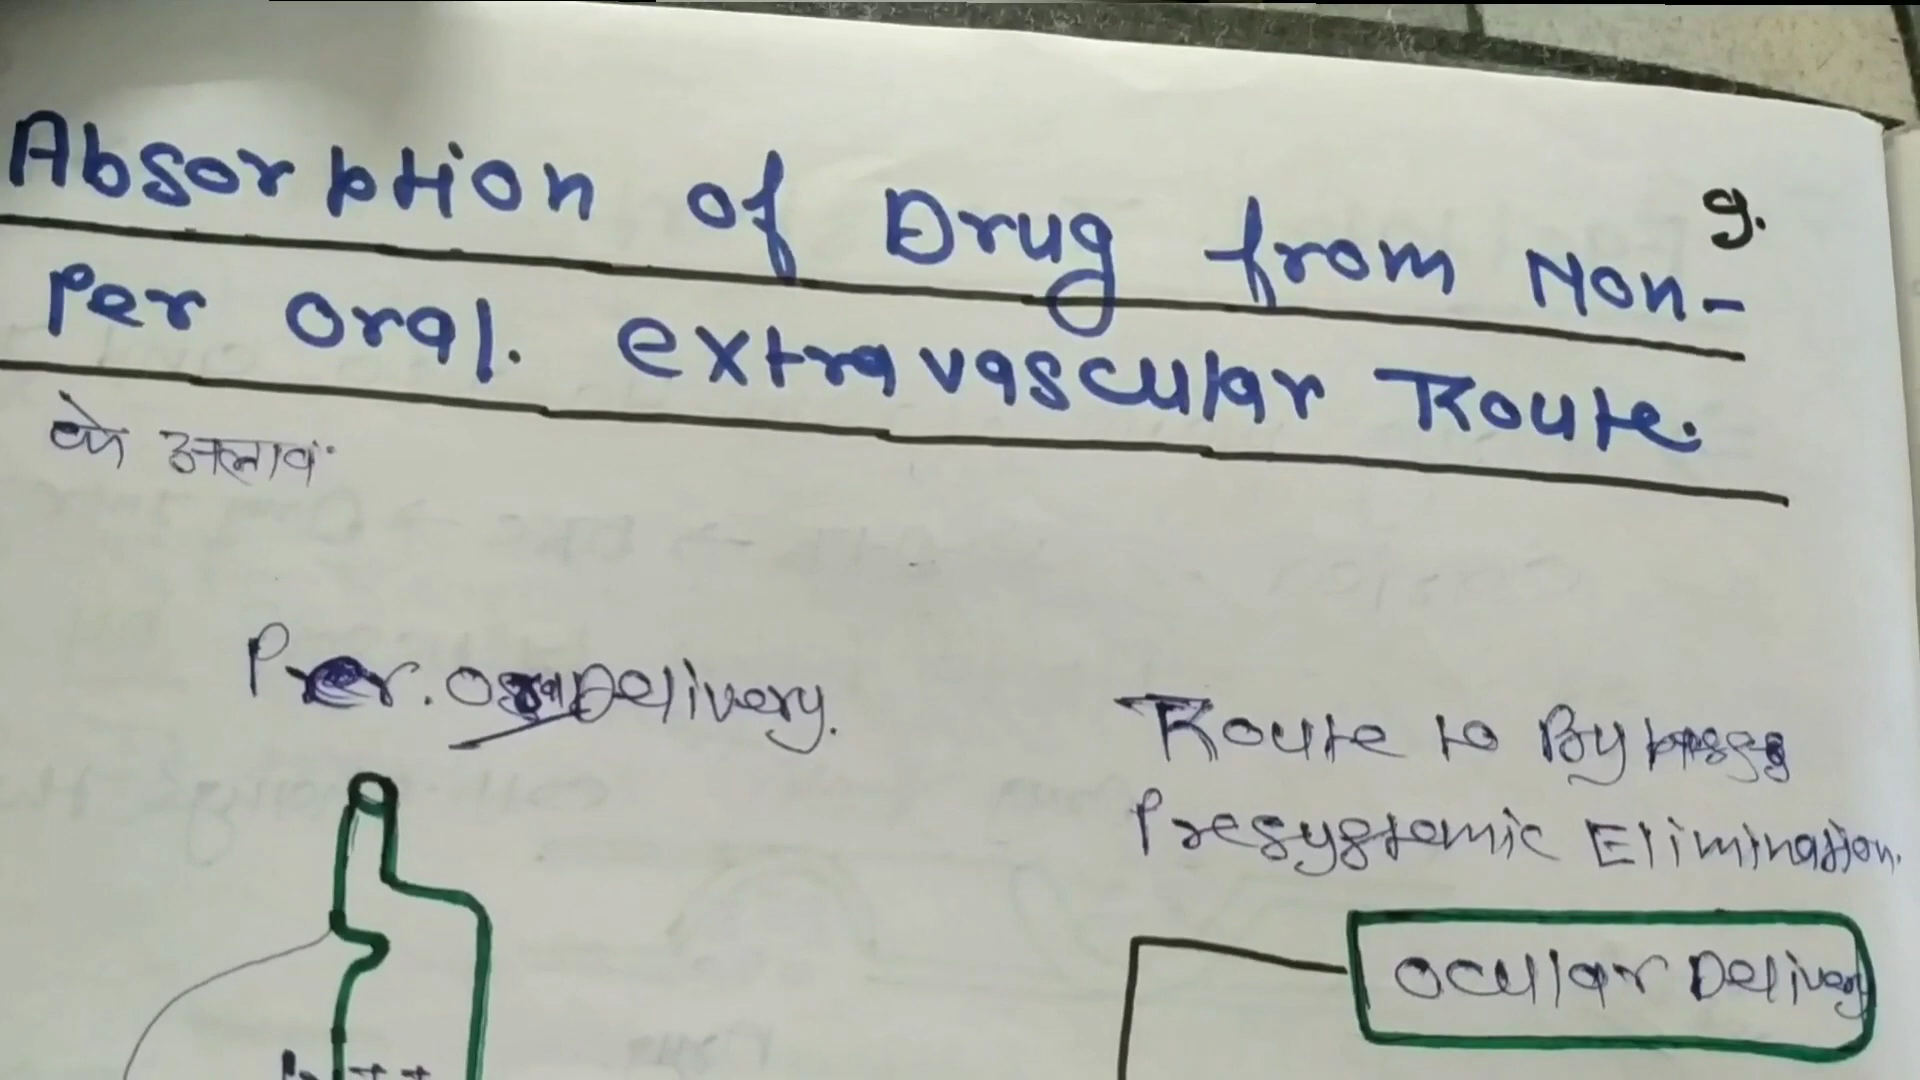 9.
Absorption of Drug from Non-
Per oral. extravascular Route.
के अलाव
Per. Oral Delivery.
Route to Bypass
Presystemic Elimination.
Ocular Delivery